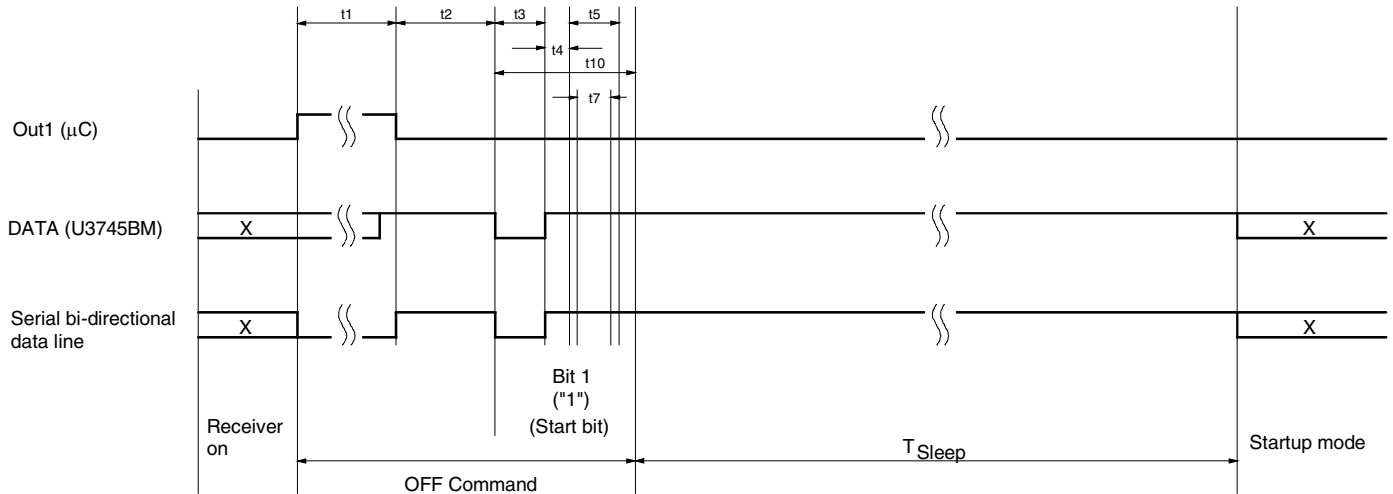 t1
t2
t3
t5
t4
t10
t7
Out1 (μC)
DATA (U3745BM)
X
X
Serial bi-directional
data line
X
X
Bit 1
("1")
(Start bit)
Receiver
on
TSleep
Startup mode
OFF Command